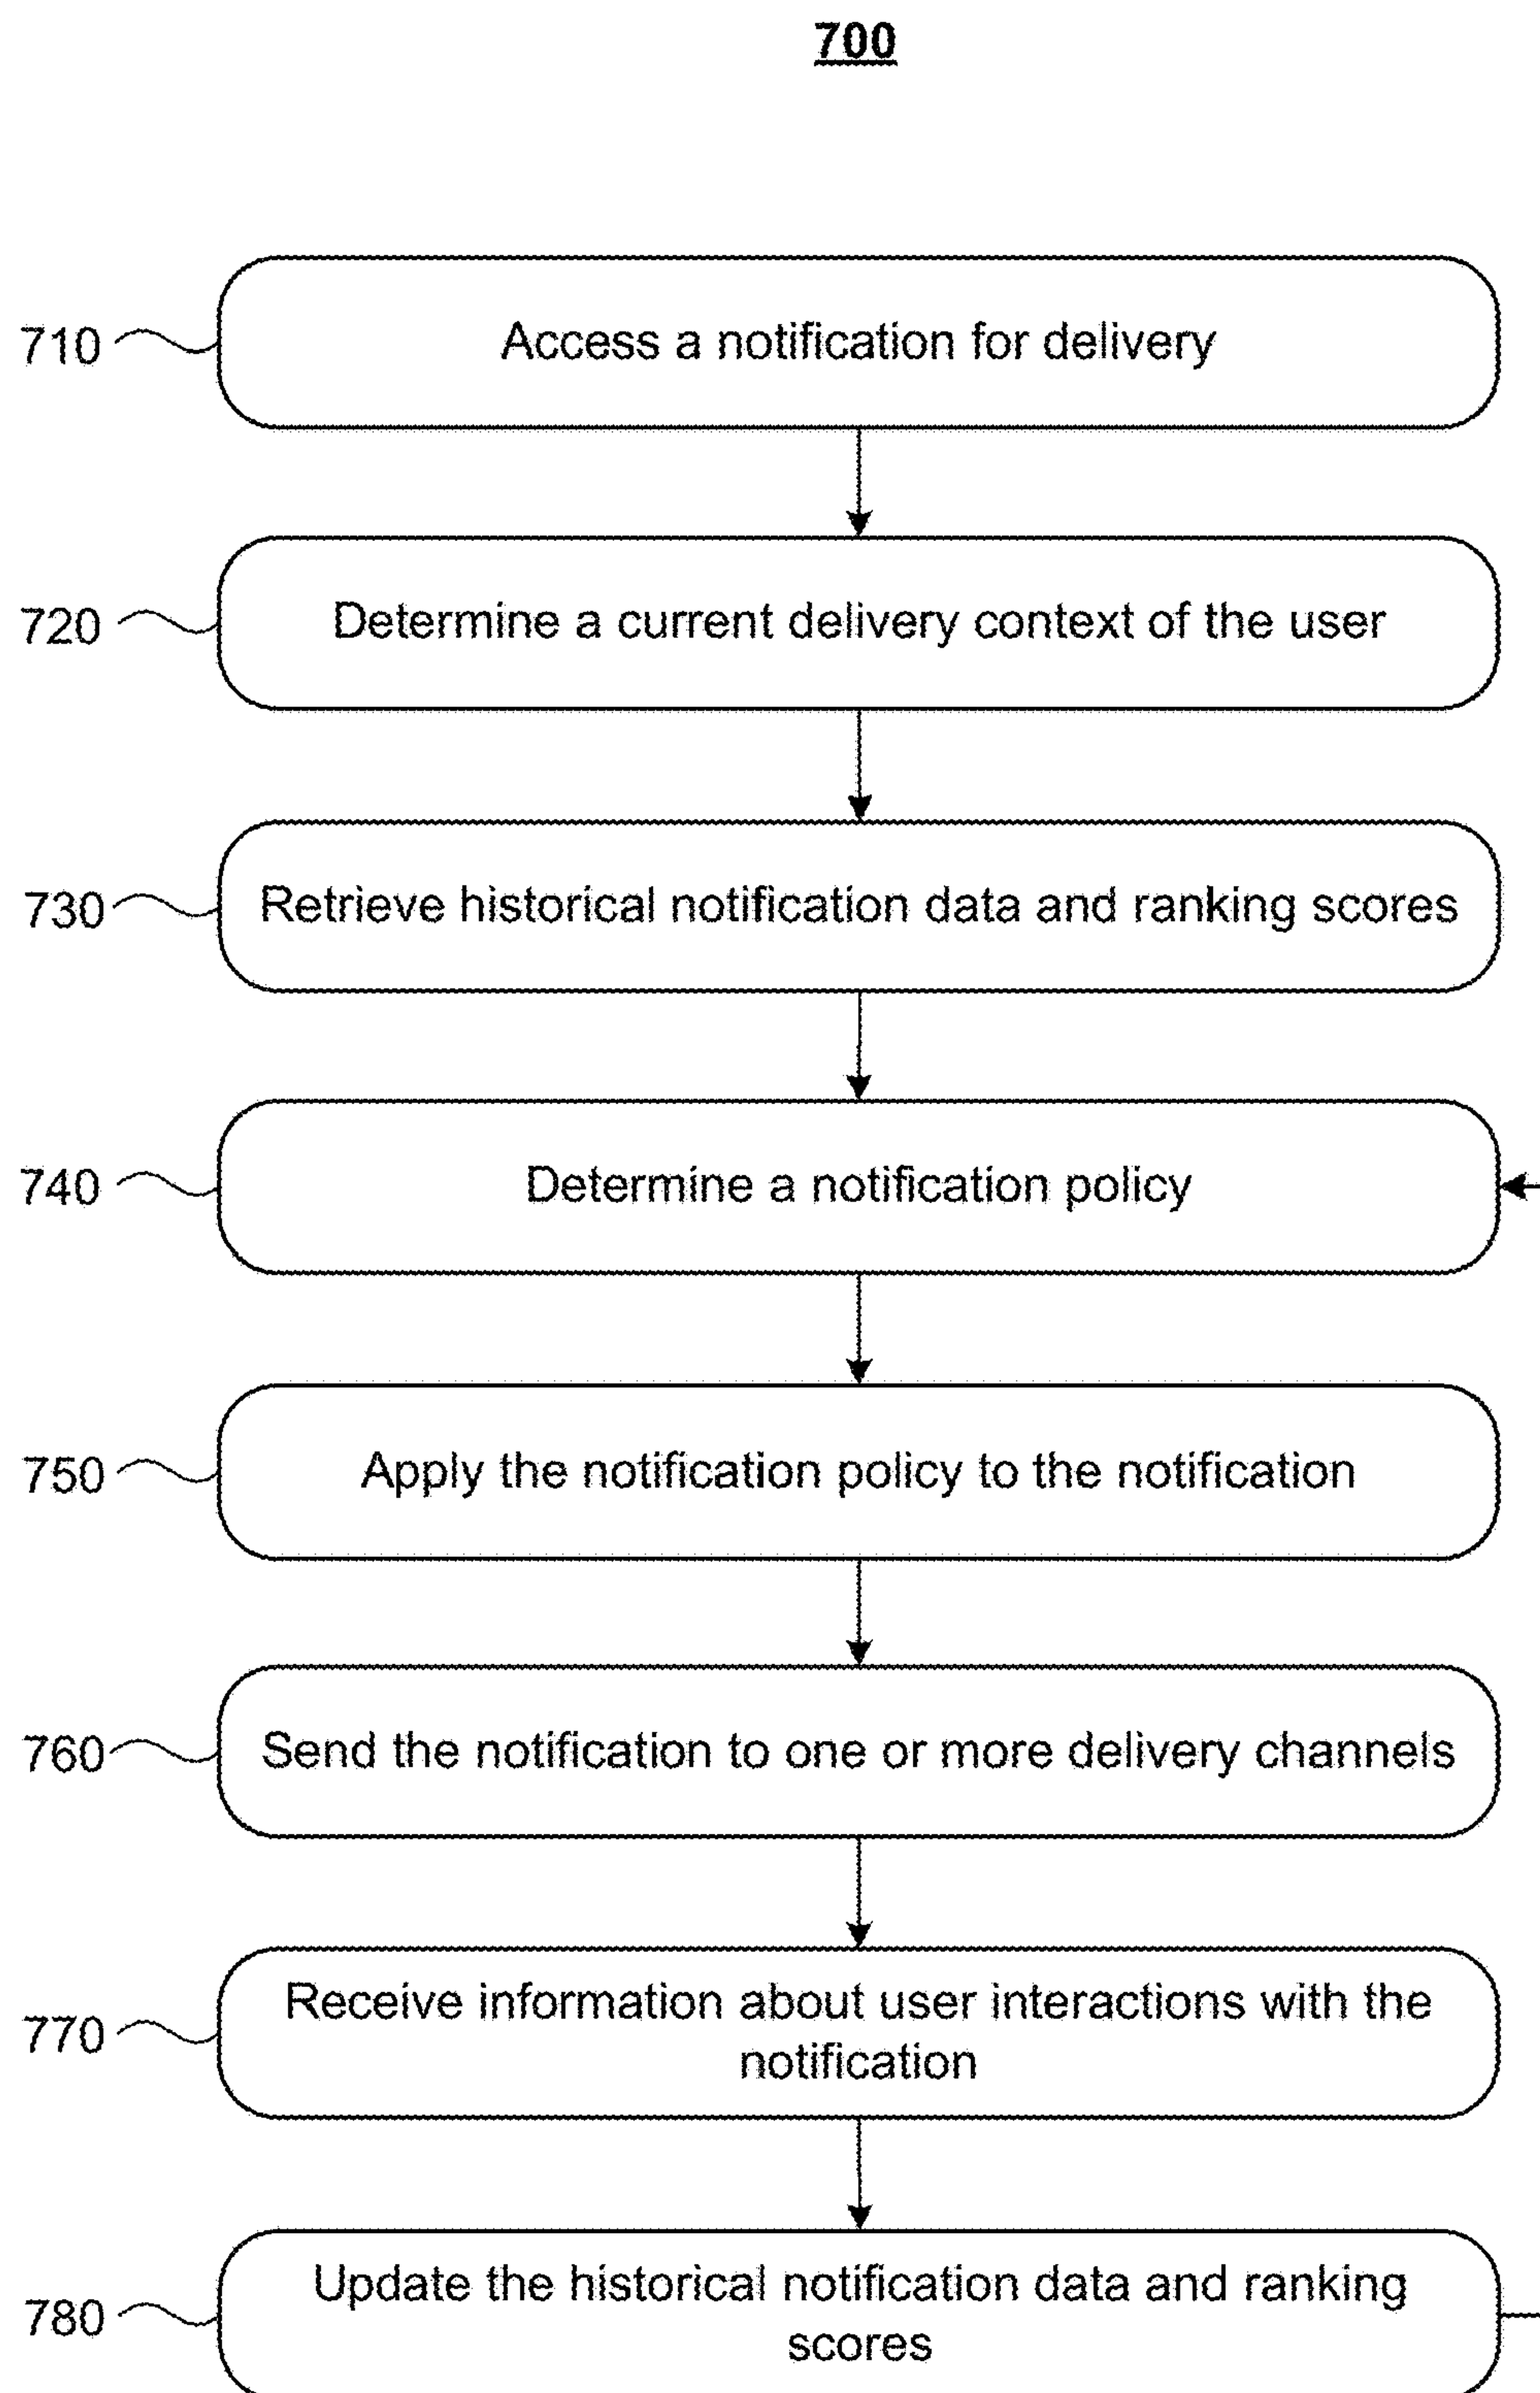 700
710
Access a notification for delivery
720
Determine a current delivery context of the user
730
Retrieve historical notification data and ranking scores
740
Determine a notification policy
750
Apply the notification policy to the notification
760
Send the notification to one or more delivery channels
770
Receive information about user interactions with the
notification
780
Update the historical notification data and ranking
scores